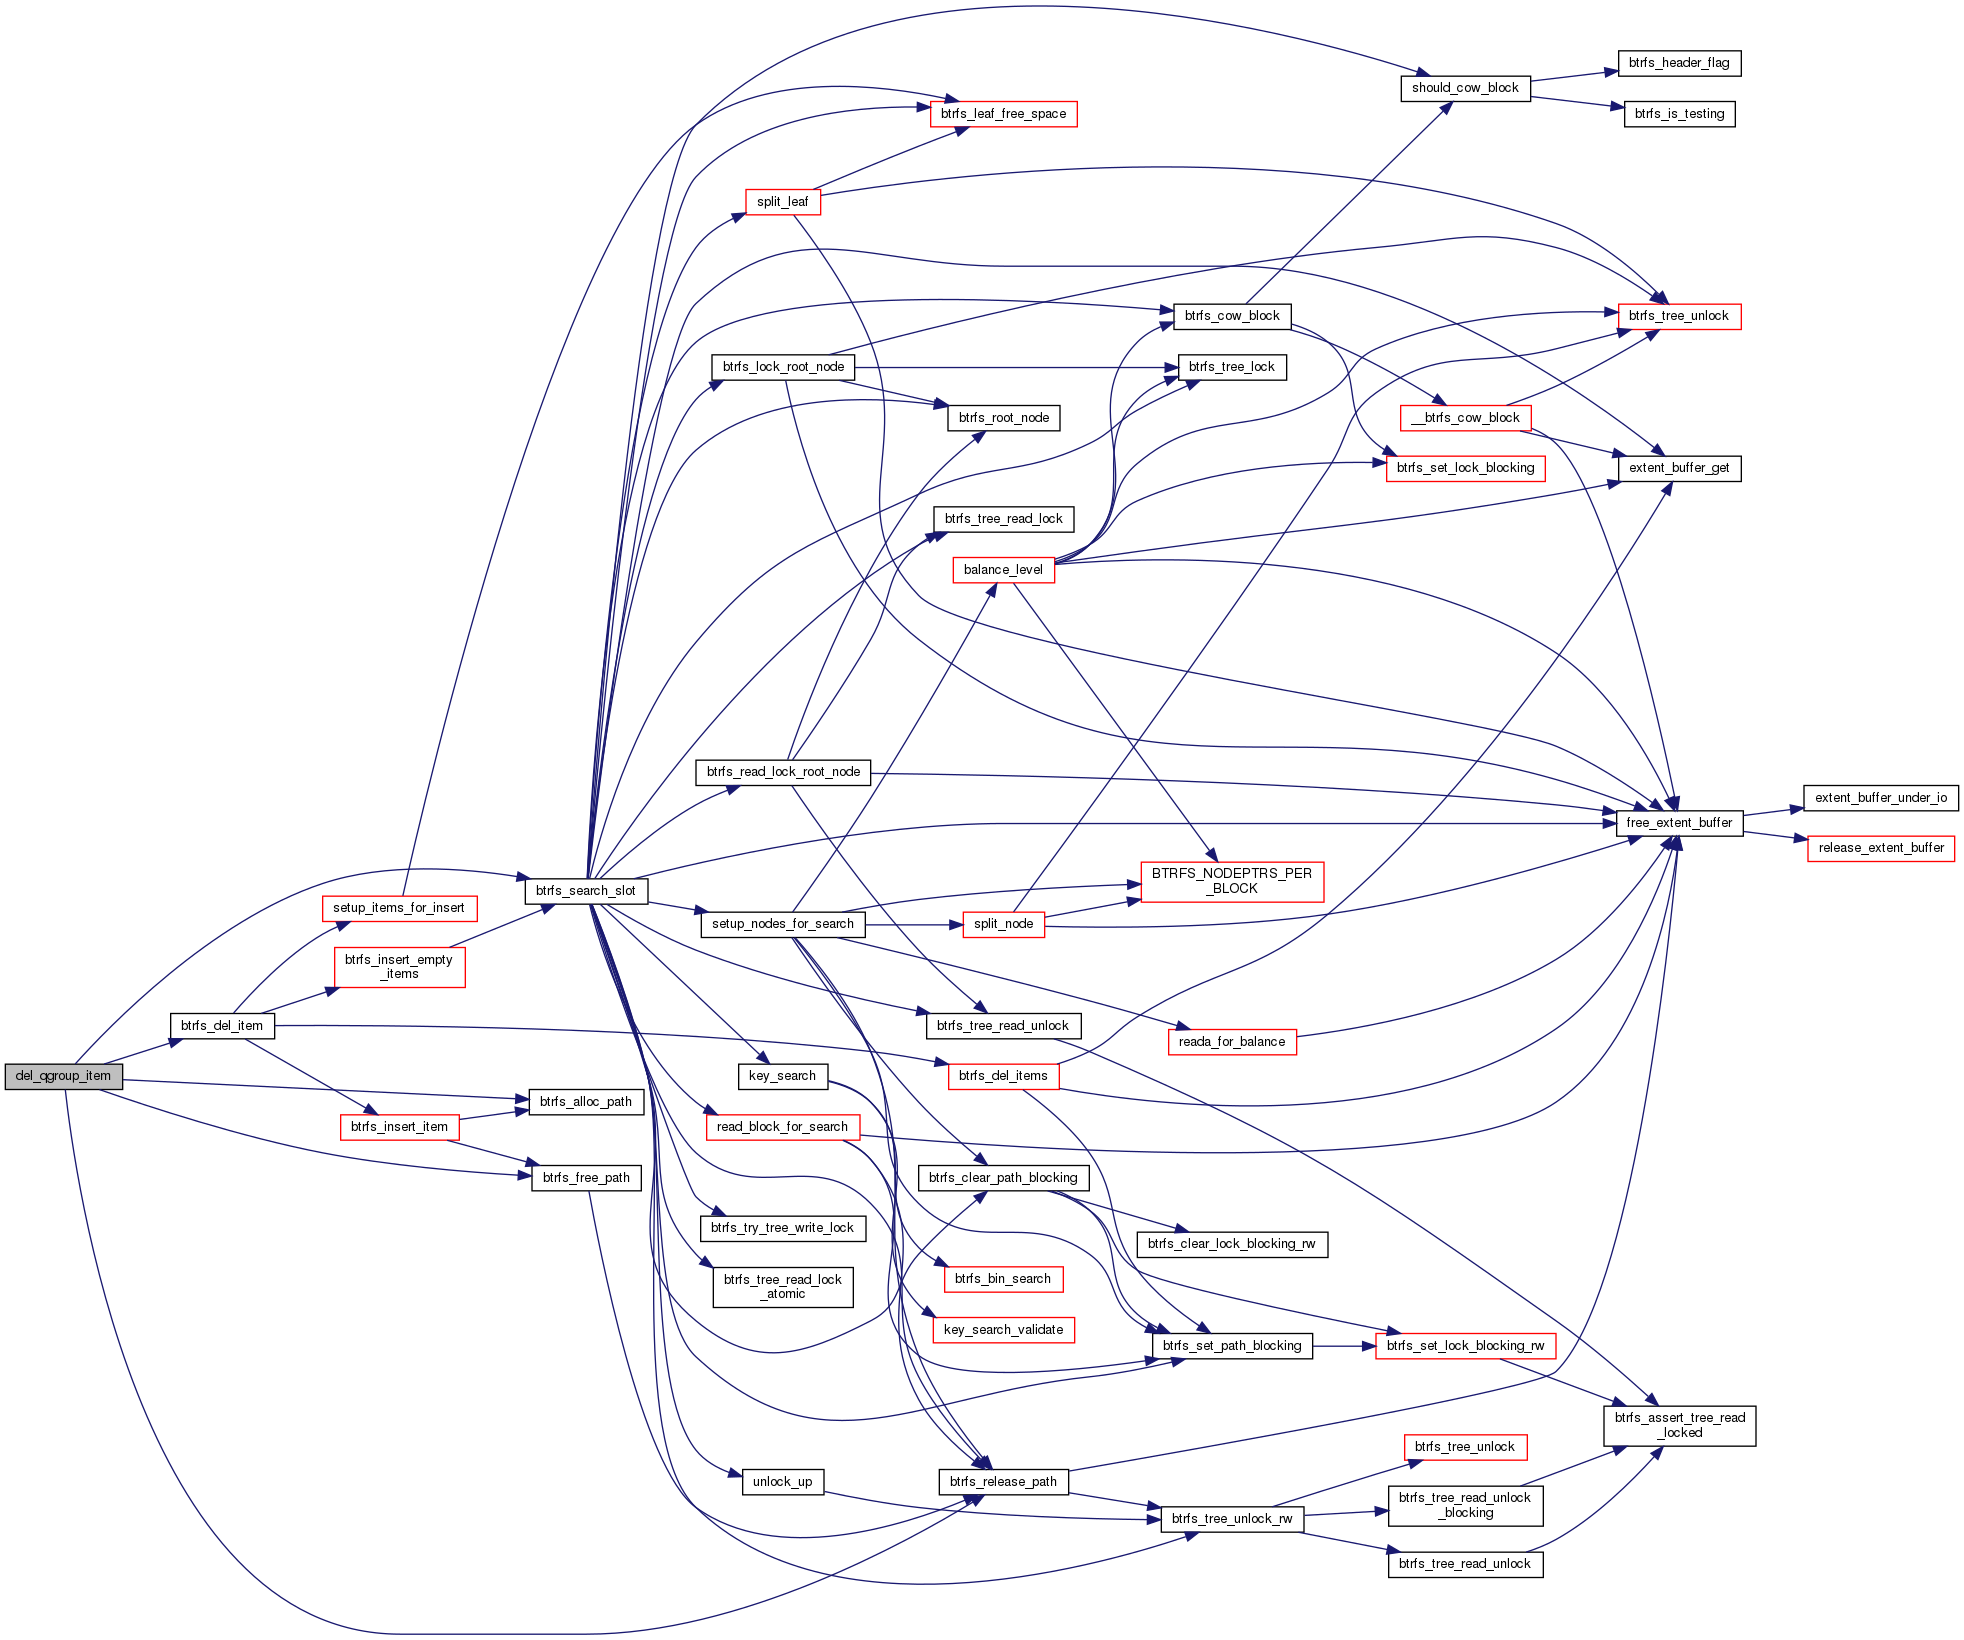 btrfs_header_flag
should_cow_block
btrfs_is_testing
btrfs_leaf_free_space
split_leaf
btrfs_cow_block
btrfs_tree_unlock
btrfs_lock_root_node
btrfs_tree_lock
btrfs_root_node
__btrfs_cow_block
btrfs_set_lock_blocking
extent_buffer_get
btrfs_tree_read_lock
balance_level
btrfs_read_lock_root_node
extent_buffer_under_io
free_extent_buffer
release_extent_buffer
BTRFS_NODEPTRS_PER
_BLOCK
btrfs_search_slot
setup_items_for_insert
setup_nodes_for_search
split_node
btrfs_insert_empty
_items
btrfs_del_item
btrfs_tree_read_unlock
reada_for_balance
del_qgroup_item
key_search
btrfs_del_items
btrfs_alloc_path
btrfs_insert_item
read_block_for_search
btrfs_free_path
btrfs_clear_path_blocking
btrfs_try_tree_write_lock
btrfs_clear_lock_blocking_rw
btrfs_tree_read_lock
_atomic
btrfs_bin_search
key_search_validate
btrfs_set_path_blocking
btrfs_set_lock_blocking_rw
btrfs_assert_tree_read
_locked
btrfs_tree_unlock
unlock_up
btrfs_release_path
btrfs_tree_read_unlock
_blocking
btrfs_tree_unlock_rw
btrfs_tree_read_unlock